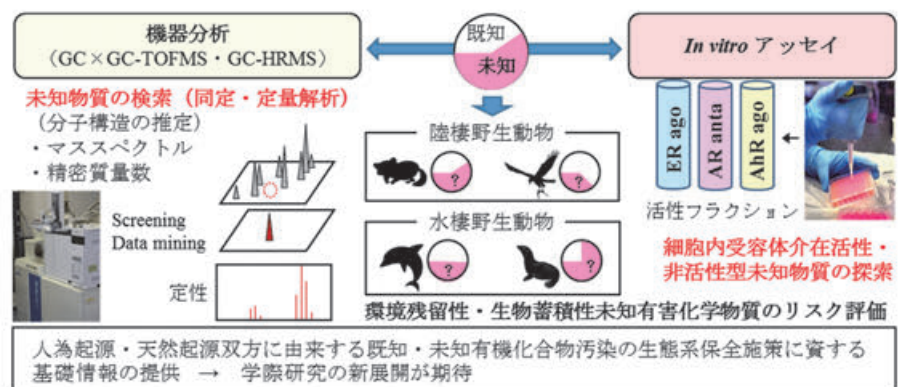 機器分析
(GC×GC-TOFMS・GC-HRMS)
既知
未知
In vitro アッセイ
未知物質の検索(同定・定量解析)
(分子構造の推定)
・マススペクトル
・精密質量数
Screening
Data mining
定性
陸棲野生動物
?
?
水棲野生動物
?
?
ER ago
AR anta
AhR ago
活性フラクション
細胞内受容体介在活性・
非活性型未知物質の探索
環境残留性・生物蓄積性未知有害化学物質のリスク評価
人為起源・天然起源双方に由来する既知・未知有機化合物汚染の生態系保全施策に資する
基礎情報の提供 → 学際研究の新展開が期待